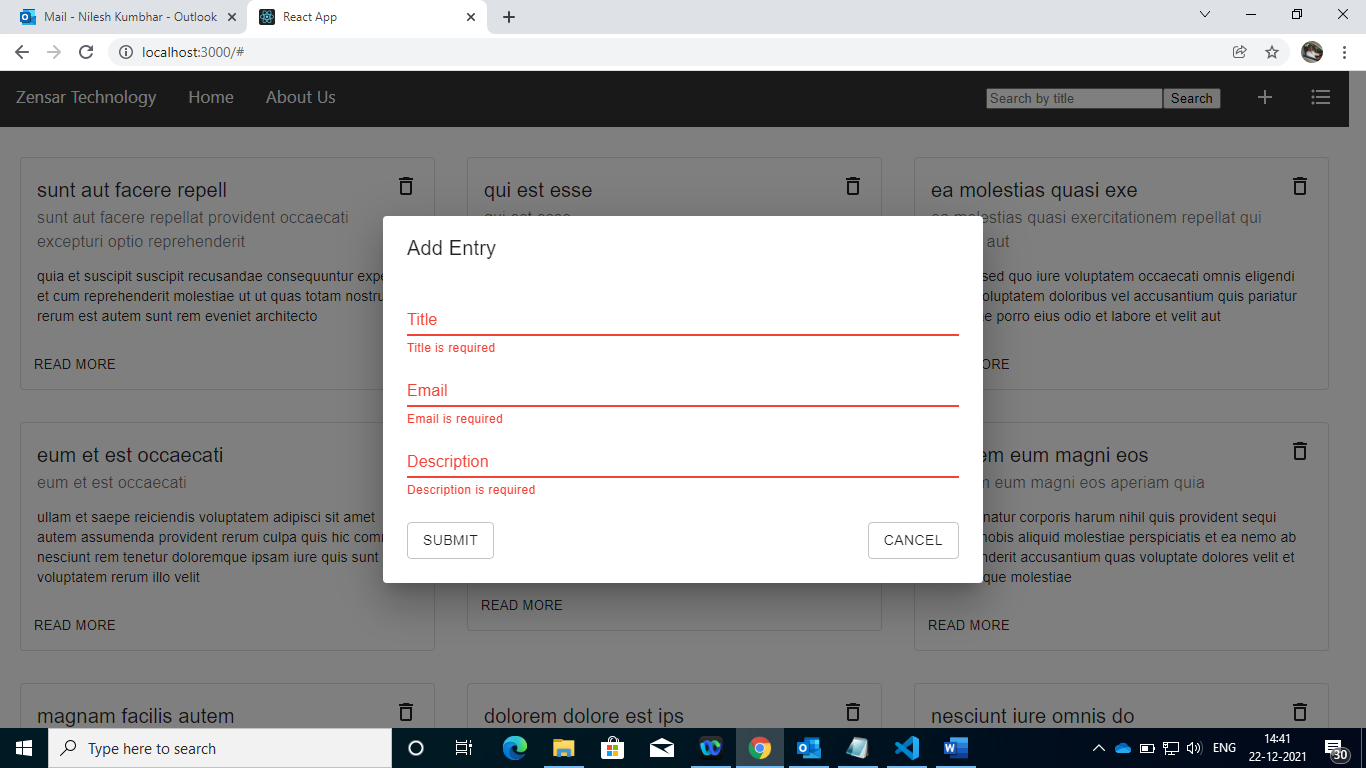 Mail - Nilesh Kumbhar - Outlook
React App
localhost:3000/#
Zensar Technology Home About Us
Search by title Search
sunt aut facere repell
sunt aut facere repellat provident occaecati
excepturi optio reprehenderit
quia et suscipit suscipit recusandae consequuntur expe
et cum reprehenderit molestiae ut ut quas totam nostru
rerum est autem sunt rem eveniet architecto
READ MORE
qui est esse
ea molestias quasi exe
ea molestias quasi exercitationem repellat qui
aut
sed quo iure voluptatem occaecati omnis eligendi
voluptatem doloribus vel accusantium quis pariatur
porro eius odio et labore et velit aut
Add Entry
Title
Title is required
Email
Email is required
Description
Description is required
SUBMIT CANCEL
eum et est occaecati
eum et est occaecati
ullam et saepe reiciendis voluptatem adipisci sit amet
autem assumenda provident rerum culpa quis hic comm
nesciunt rem tenetur doloremque ipsam iure quis sunt
voluptatem rerum illo velit
READ MORE
READ MORE
eum magni eos
eum magni eos aperiam quia
corporis harum nihil quis provident sequi
nobis aliquid molestiae perspiciatis et ea nemo ab
accusantium quas voluptate dolores velit et
molestiae
READ MORE
magnam facilis autem
dolorem dolore est ips
nesciunt iure omnis do
Type here to search
ENG
14:41
22-12-2021
30